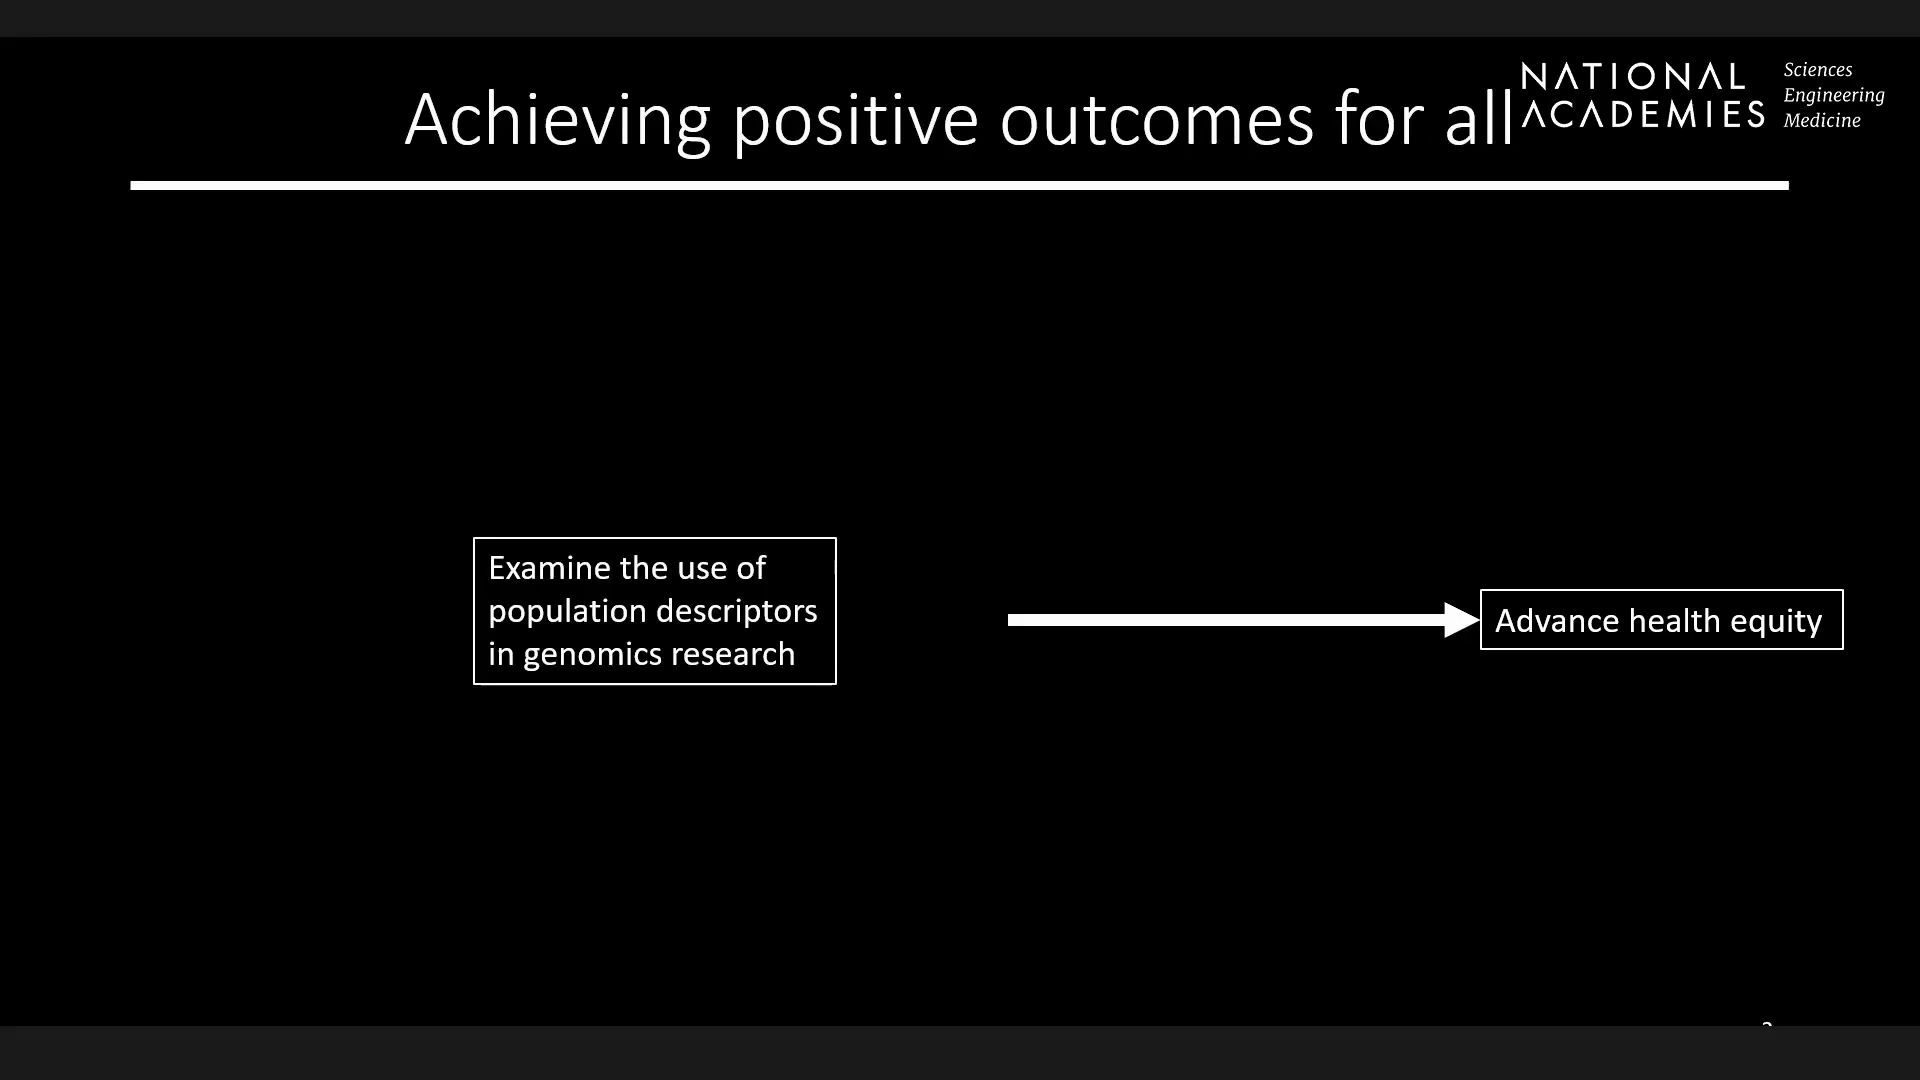 Achieving positive outcomes for all
NATIONAL
ACADEMIES
Sciences
Engineering
Medicine
Examine the use of
population descriptors
in genomics research
Advance health equity